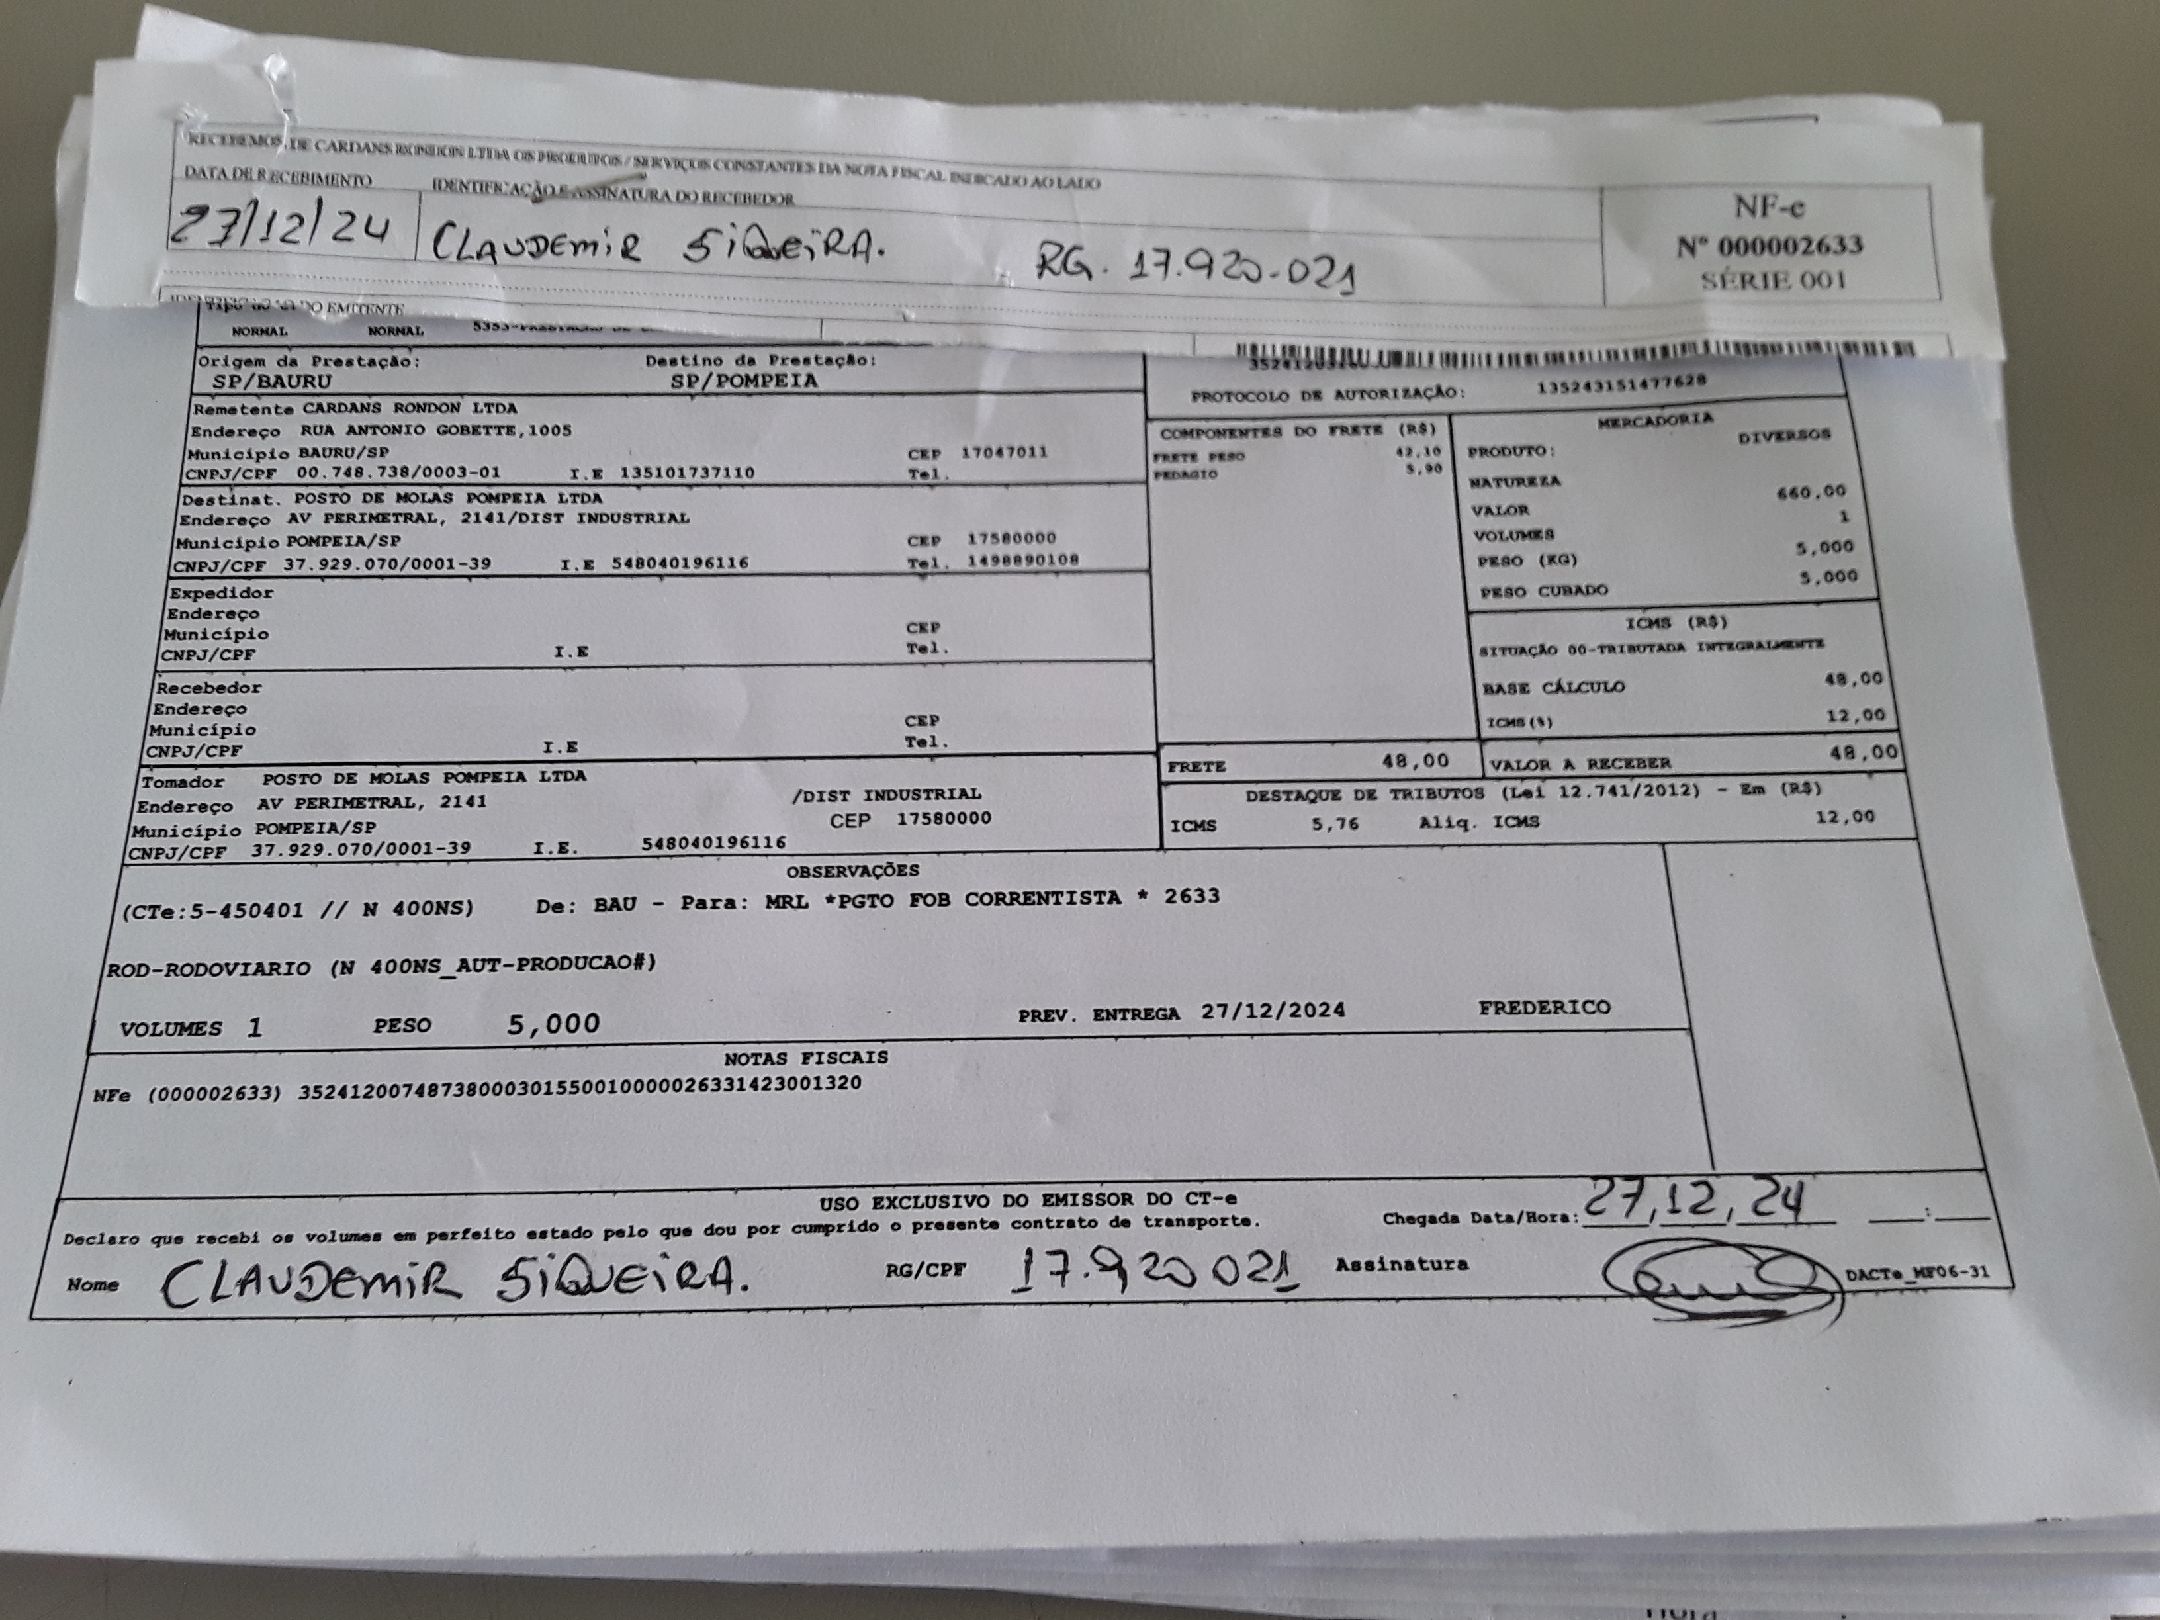 RECEBEMOS DE CARDANS RONDON LTDA OS PRODUTOS / SERVIÇOS CONSTANTES DA NOTA FISCAL INDICADO AO LADO
DATA DE RECEBIMENTO IDENTIFICAÇÃO E ASSINATURA DO RECEBEDOR
27/12/24 CLAUDEMIR SIQUEIRA. RG. 17.920.021
NF-e
Nº 000002633
SÉRIE 001
DO EMITENTE
NORMAL NORMAL
Origem da Prestação: Destino da Prestação:
SP/BAURU SP/POMPEIA
PROTOCOLO DE AUTORIZAÇÃO: 135243151477628
Remetente CARDANS RONDON LTDA
Endereço RUA ANTONIO GOBETTE,1005
Município BAURU/SP CEP 17047011
CNPJ/CPF 00.748.738/0003-01 I.E 135101737110 Tel.
Destinat. POSTO DE MOLAS POMPEIA LTDA
Endereço AV PERIMETRAL, 2141/DIST INDUSTRIAL
Município POMPEIA/SP CEP 17580000
CNPJ/CPF 37.929.070/0001-39 I.E 548040196116 Tel. 1498890108
Expedidor
Endereço
Município CEP
CNPJ/CPF I.E Tel.
Recebedor
Endereço
Município CEP
CNPJ/CPF I.E Tel.
Tomador POSTO DE MOLAS POMPEIA LTDA
Endereço AV PERIMETRAL, 2141 /DIST INDUSTRIAL
Município POMPEIA/SP CEP 17580000
CNPJ/CPF 37.929.070/0001-39 I.E. 548040196116
COMPONENTES DO FRETE (R$)
FRETE PESO 42,10
PEDAGIO 5,90
MERCADORIA
PRODUTO: DIVERSOS
NATUREZA
VALOR 660,00
VOLUMES 1
PESO (KG) 5,000
PESO CUBADO 5,000
ICMS (R$)
SITUAÇÃO 00-TRIBUTADA INTEGRALMENTE
BASE CÁLCULO 48,00
ICMS(%) 12,00
FRETE 48,00 VALOR A RECEBER 48,00
DESTAQUE DE TRIBUTOS (Lei 12.741/2012) - Em (R$)
ICMS 5,76 Aliq. ICMS 12,00
OBSERVAÇÕES
(CTe:5-450401 // N 400NS) De: BAU - Para: MRL *PGTO FOB CORRENTISTA * 2633
ROD-RODOVIARIO (N 400NS_AUT-PRODUCAO#)
VOLUMES 1 PESO 5,000 PREV. ENTREGA 27/12/2024 FREDERICO
NOTAS FISCAIS
NFe (000002633) 35241200748738000301550010000026331423001320
USO EXCLUSIVO DO EMISSOR DO CT-e
Declaro que recebi os volumes em perfeito estado pelo que dou por cumprido o presente contrato de transporte. Chegada Data/Hora: 27,12,24 __:__
Nome CLAUDEMIR SIQUEIRA. RG/CPF 17.920 021 Assinatura DACTe_MF06-31